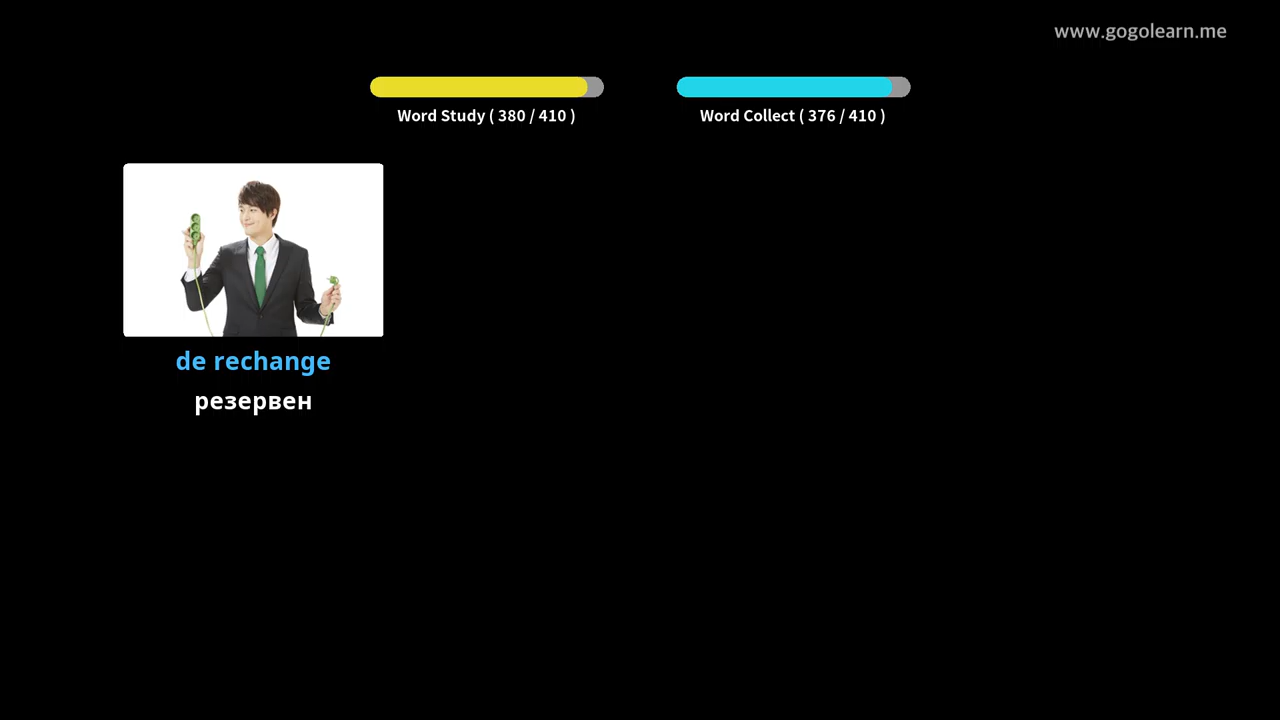 www.gogolearn.me
Word Study ( 380 / 410 )
Word Collect ( 376 / 410 )
de rechange
резервен